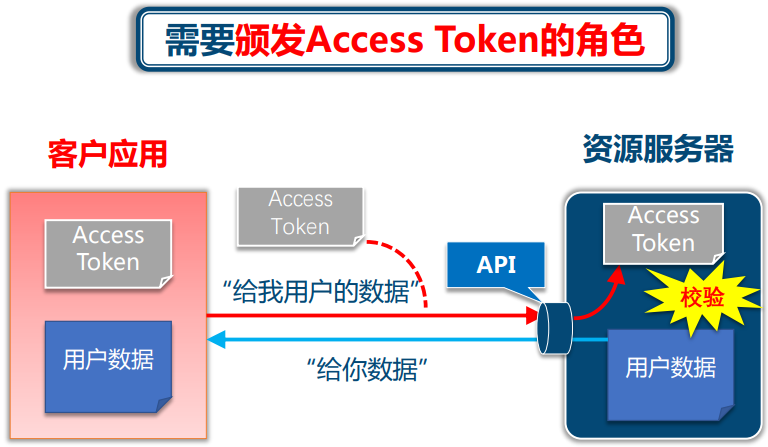 需要颁发Access Token的角色
客户应用
资源服务器
Access
Token
Access
Token
Access
Token
API
校验
“给我用户的数据”
用户数据
用户数据
“给你数据”